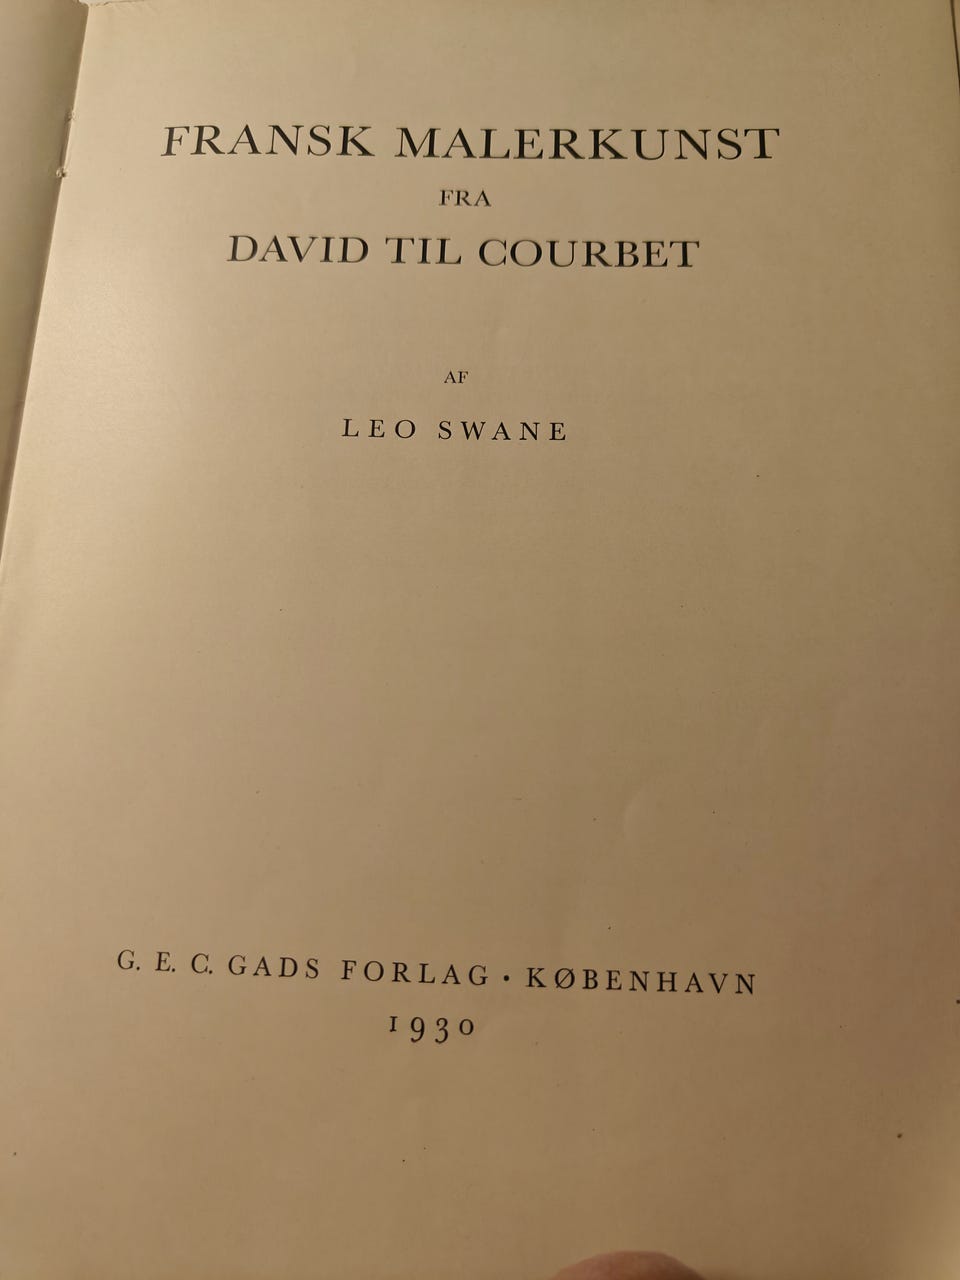 FRANSK MALERKUNST
FRA
DAVID TIL COURBET
AF
LEO SWANE
G. E. C. GADS FORLAG · KØBENHAVN
1930